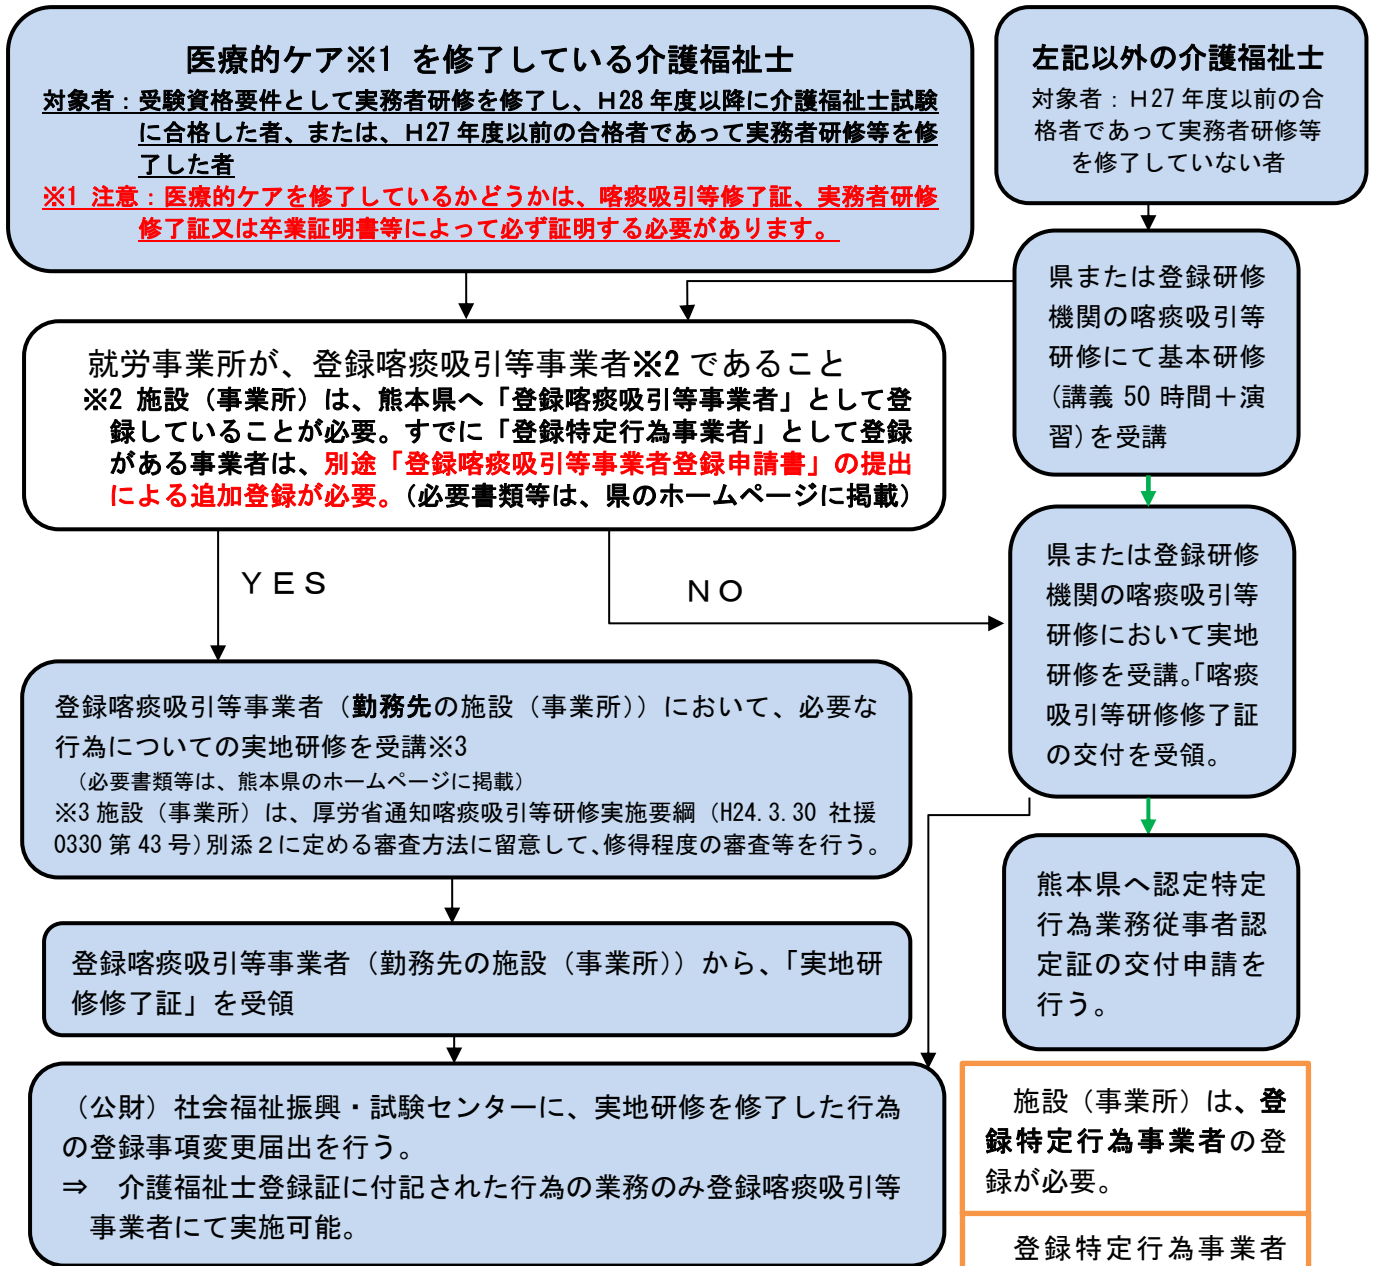 医療的ケア※1 を修了している介護福祉士
対象者：受験資格要件として実務者研修を修了し、Ｈ28 年度以降に介護福祉士試験
に合格した者、または、Ｈ27 年度以前の合格者であって実務者研修等を修
了した者
※1 注意：医療的ケアを修了しているかどうかは、喀痰吸引等修了証、実務者研修
修了証又は卒業証明書等によって必ず証明する必要があります。
左記以外の介護福祉士
対象者：Ｈ27 年度以前の合
格者であって実務者研修等
を修了していない者
県または登録研修
機関の喀痰吸引等
研修にて基本研修
(講義 50 時間＋演
習)を受講
就労事業所が、登録喀痰吸引等事業者※2 であること
※2 施設（事業所）は、熊本県へ「登録喀痰吸引等事業者」として登
録していることが必要。すでに「登録特定行為事業者」として登録
がある事業者は、別途「登録喀痰吸引等事業者登録申請書」の提出
による追加登録が必要。（必要書類等は、県のホームページに掲載）
ＹＥＳ
ＮＯ
県または登録研修
機関の喀痰吸引等
研修において実地
研修を受講。「喀痰
吸引等研修修了証
の交付を受領。
登録喀痰吸引等事業者（勤務先の施設（事業所））において、必要な
行為についての実地研修を受講※3
（必要書類等は、熊本県のホームページに掲載）
※3 施設（事業所）は、厚労省通知喀痰吸引等研修実施要綱（H24.3.30 社援
0330 第 43 号)別添２に定める審査方法に留意して、修得程度の審査等を行う。
熊本県へ認定特定
行為業務従事者認
定証の交付申請を
行う。
登録喀痰吸引等事業者（勤務先の施設（事業所））から、「実地研
修修了証」を受領
（公財）社会福祉振興・試験センターに、実地研修を修了した行為
の登録事項変更届出を行う。
⇒　介護福祉士登録証に付記された行為の業務のみ登録喀痰吸引等
事業者にて実施可能。
施設（事業所）は、登
録特定行為事業者の登
録が必要。
登録特定行為事業者